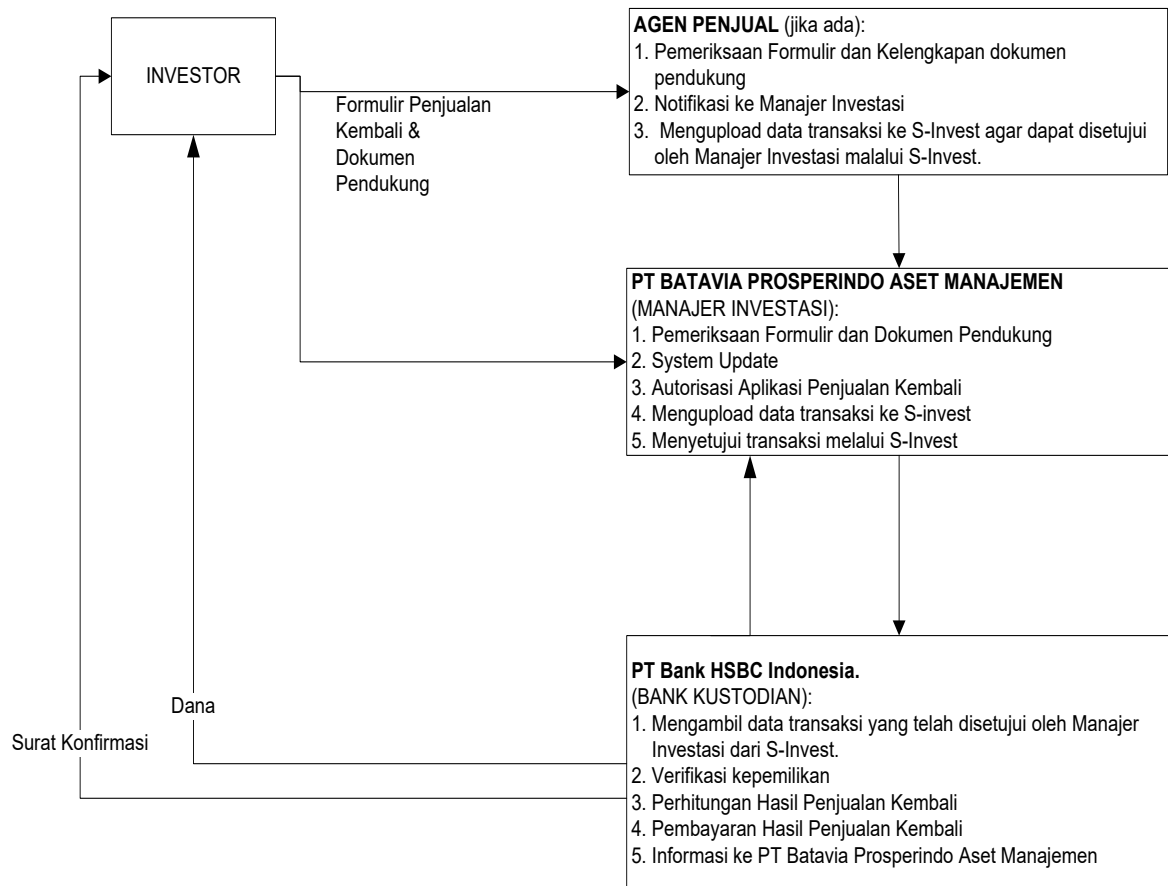 INVESTOR
Formulir Penjualan
Kembali &
Dokumen
Pendukung
AGEN PENJUAL (jika ada):
1. Pemeriksaan Formulir dan Kelengkapan dokumen
pendukung
2. Notifikasi ke Manajer Investasi
3. Mengupload data transaksi ke S-Invest agar dapat disetujui
oleh Manajer Investasi malalui S-Invest.
PT BATAVIA PROSPERINDO ASET MANAJEMEN
(MANAJER INVESTASI):
1. Pemeriksaan Formulir dan Dokumen Pendukung
2. System Update
3. Autorisasi Aplikasi Penjualan Kembali
4. Mengupload data transaksi ke S-invest
5. Menyetujui transaksi melalui S-Invest
Dana
Surat Konfirmasi
PT Bank HSBC Indonesia.
(BANK KUSTODIAN):
1. Mengambil data transaksi yang telah disetujui oleh Manajer
Investasi dari S-Invest.
2. Verifikasi kepemilikan
3. Perhitungan Hasil Penjualan Kembali
4. Pembayaran Hasil Penjualan Kembali
5. Informasi ke PT Batavia Prosperindo Aset Manajemen